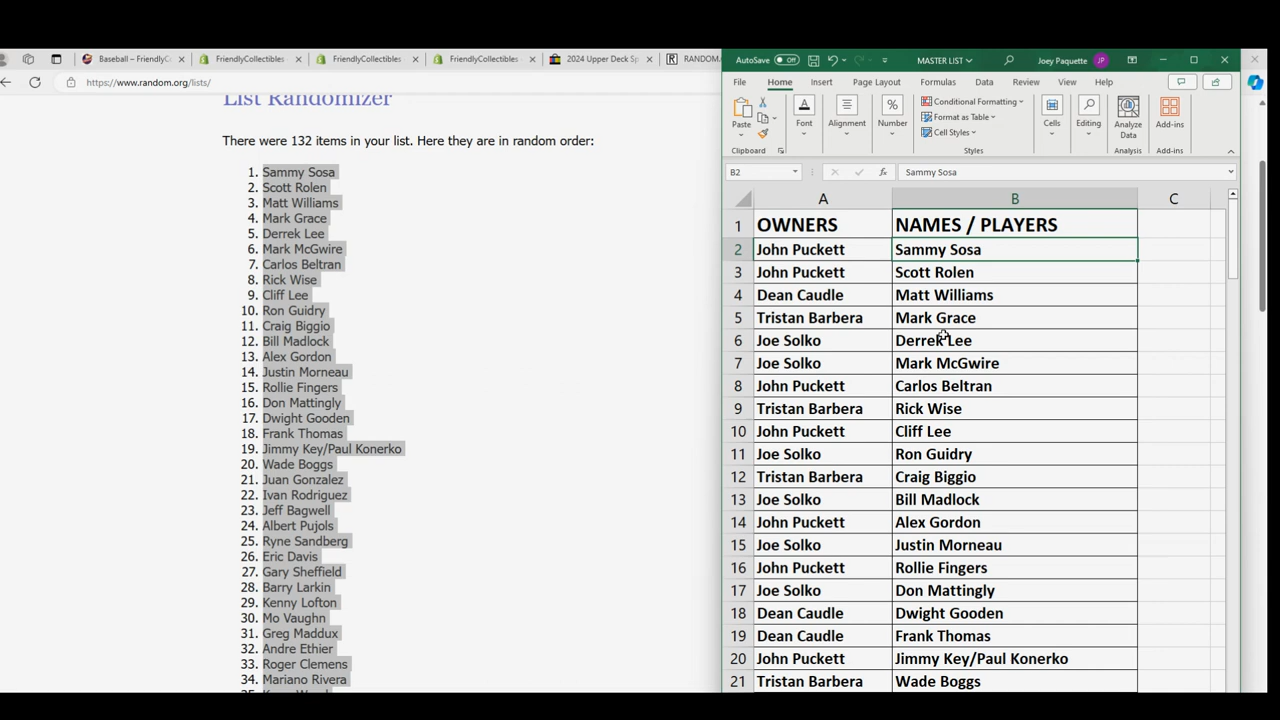 Baseball – FriendlyC
FriendlyCollectibles
FriendlyCollectibles
FriendlyCollectibles
2024 Upper Deck Sp
RANDOM.
https://www.random.org/lists/
List Randomizer
There were 132 items in your list. Here they are in random order:
1. Sammy Sosa
2. Scott Rolen
3. Matt Williams
4. Mark Grace
5. Derrek Lee
6. Mark McGwire
7. Carlos Beltran
8. Rick Wise
9. Cliff Lee
10. Ron Guidry
11. Craig Biggio
12. Bill Madlock
13. Alex Gordon
14. Justin Morneau
15. Rollie Fingers
16. Don Mattingly
17. Dwight Gooden
18. Frank Thomas
19. Jimmy Key/Paul Konerko
20. Wade Boggs
21. Juan Gonzalez
22. Ivan Rodriguez
23. Jeff Bagwell
24. Albert Pujols
25. Ryne Sandberg
26. Eric Davis
27. Gary Sheffield
28. Barry Larkin
29. Kenny Lofton
30. Mo Vaughn
31. Greg Maddux
32. Andre Ethier
33. Roger Clemens
34. Mariano Rivera
AutoSave Off MASTER LIST Joey Paquette JP
File Home Insert Page Layout Formulas Data Review View Help
Paste Font Alignment Number Conditional Formatting Format as Table Cell Styles Cells Editing Analyze Data Add-ins
Clipboard Styles Analysis Add-ins
B2 Sammy Sosa
A B C
1 OWNERS NAMES / PLAYERS
2 John Puckett Sammy Sosa
3 John Puckett Scott Rolen
4 Dean Caudle Matt Williams
5 Tristan Barbera Mark Grace
6 Joe Solko Derrek Lee
7 Joe Solko Mark McGwire
8 John Puckett Carlos Beltran
9 Tristan Barbera Rick Wise
10 John Puckett Cliff Lee
11 Joe Solko Ron Guidry
12 Tristan Barbera Craig Biggio
13 Joe Solko Bill Madlock
14 John Puckett Alex Gordon
15 Joe Solko Justin Morneau
16 John Puckett Rollie Fingers
17 Joe Solko Don Mattingly
18 Dean Caudle Dwight Gooden
19 Dean Caudle Frank Thomas
20 John Puckett Jimmy Key/Paul Konerko
21 Tristan Barbera Wade Boggs